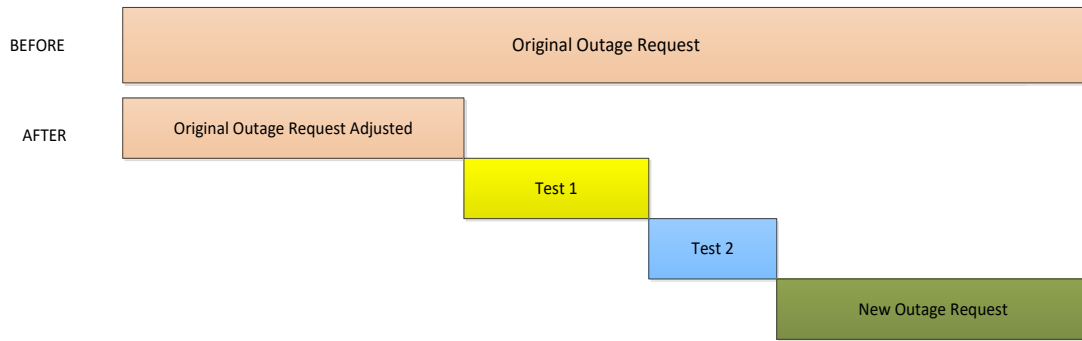 BEFORE
Original Outage Request
AFTER
Original Outage Request Adjusted
Test 1
Test 2
New Outage Request